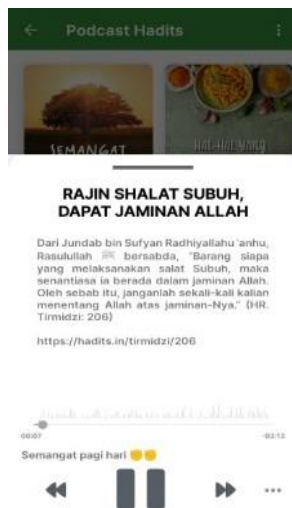 Podcast Hadits
SEMANGAT
HAL-HAL YANG
RAJIN SHALAT SUBUH,
DAPAT JAMINAN ALLAH
Dari Jundab bin Sufyan Radhiyallahu 'anhu,
Rasulullah ﷺ bersabda, "Barang siapa
yang melaksanakan salat Subuh, maka
senantiasa ia berada dalam jaminan Allah.
Oleh sebab itu, janganlah sekali-kali kalian
menentang Allah atas jaminan-Nya." (HR.
Tirmidzi: 206)
https://hadits.in/tirmidzi/206
00:07
-03:13
Semangat pagi hari ✊✊